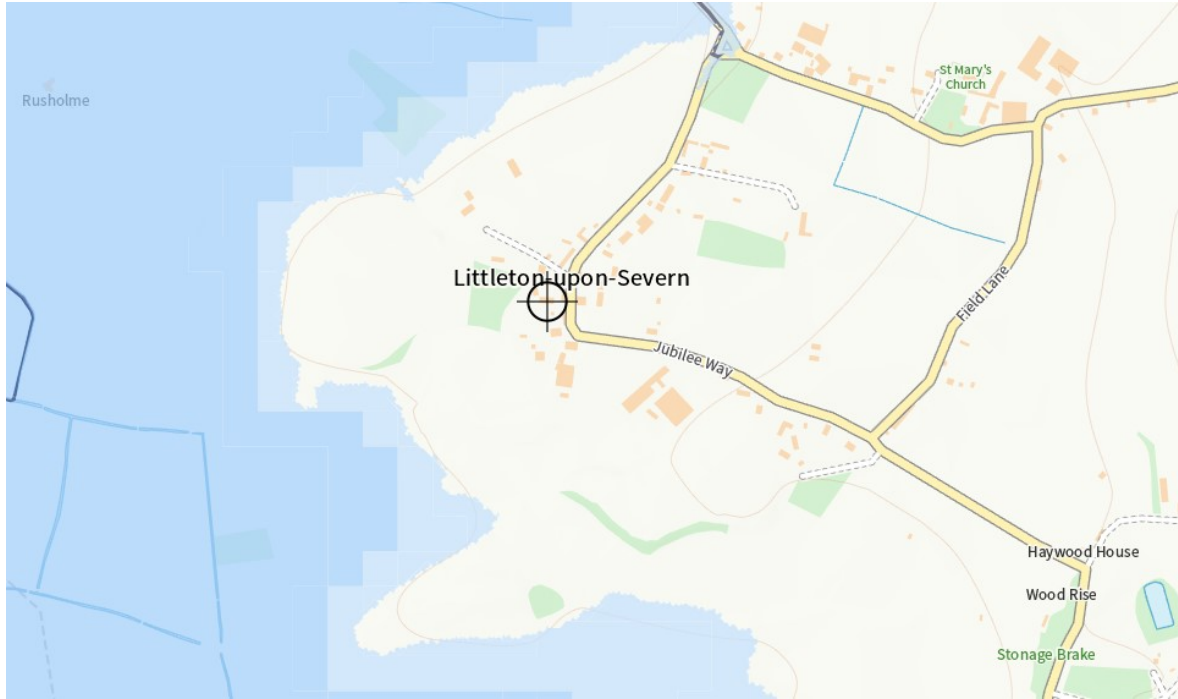 Rusholme
St Mary's
Church
Littleton-upon-Severn
Field Lane
Jubilee Way
Haywood House
Wood Rise
Stonage Brake